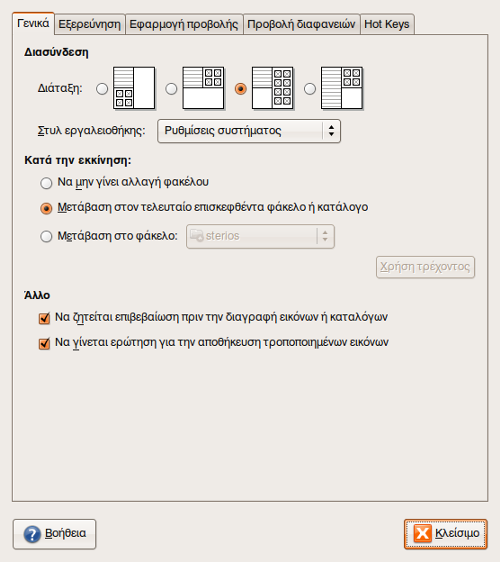 Γενικά Εξερεύνηση Εφαρμογή προβολής Προβολή διαφανειών Hot Keys
Διασύνδεση
Διάταξη:
Στυλ εργαλειοθήκης: Ρυθμίσεις συστήματος
Κατά την εκκίνηση:
Να μην γίνει αλλαγή φακέλου
Μετάβαση στον τελευταίο επισκεφθέντα φάκελο ή κατάλογο
Μετάβαση στο φάκελο: sterios
Χρήση τρέχοντος
Άλλο
Να ζητείται επιβεβαίωση πριν την διαγραφή εικόνων ή καταλόγων
Να γίνεται ερώτηση για την αποθήκευση τροποποιημένων εικόνων
Βοήθεια Κλείσιμο